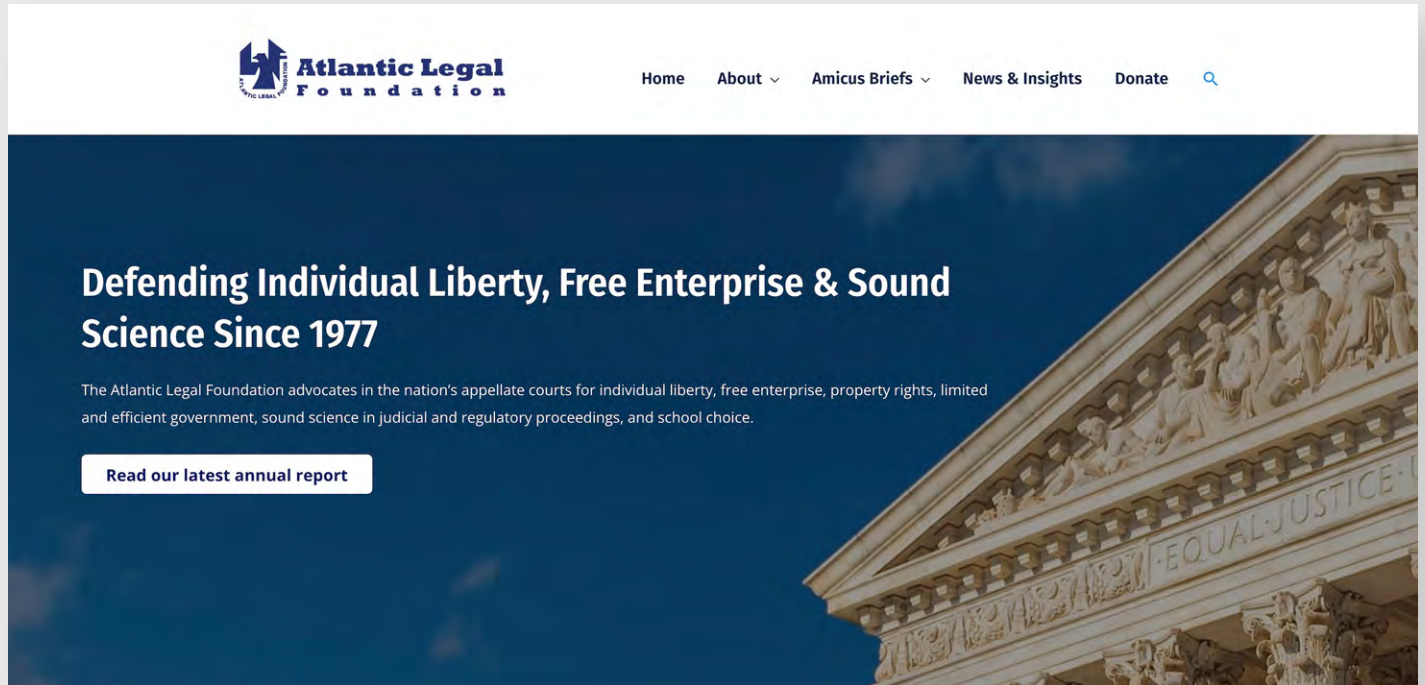 Atlantic Legal
Foundation
ATLANTIC LEGAL FOUNDATION
Home
About
Amicus Briefs
News & Insights
Donate
Defending Individual Liberty, Free Enterprise & Sound
Science Since 1977
The Atlantic Legal Foundation advocates in the nation's appellate courts for individual liberty, free enterprise, property rights, limited
and efficient government, sound science in judicial and regulatory proceedings, and school choice.
Read our latest annual report
EQUAL·JUSTICE·